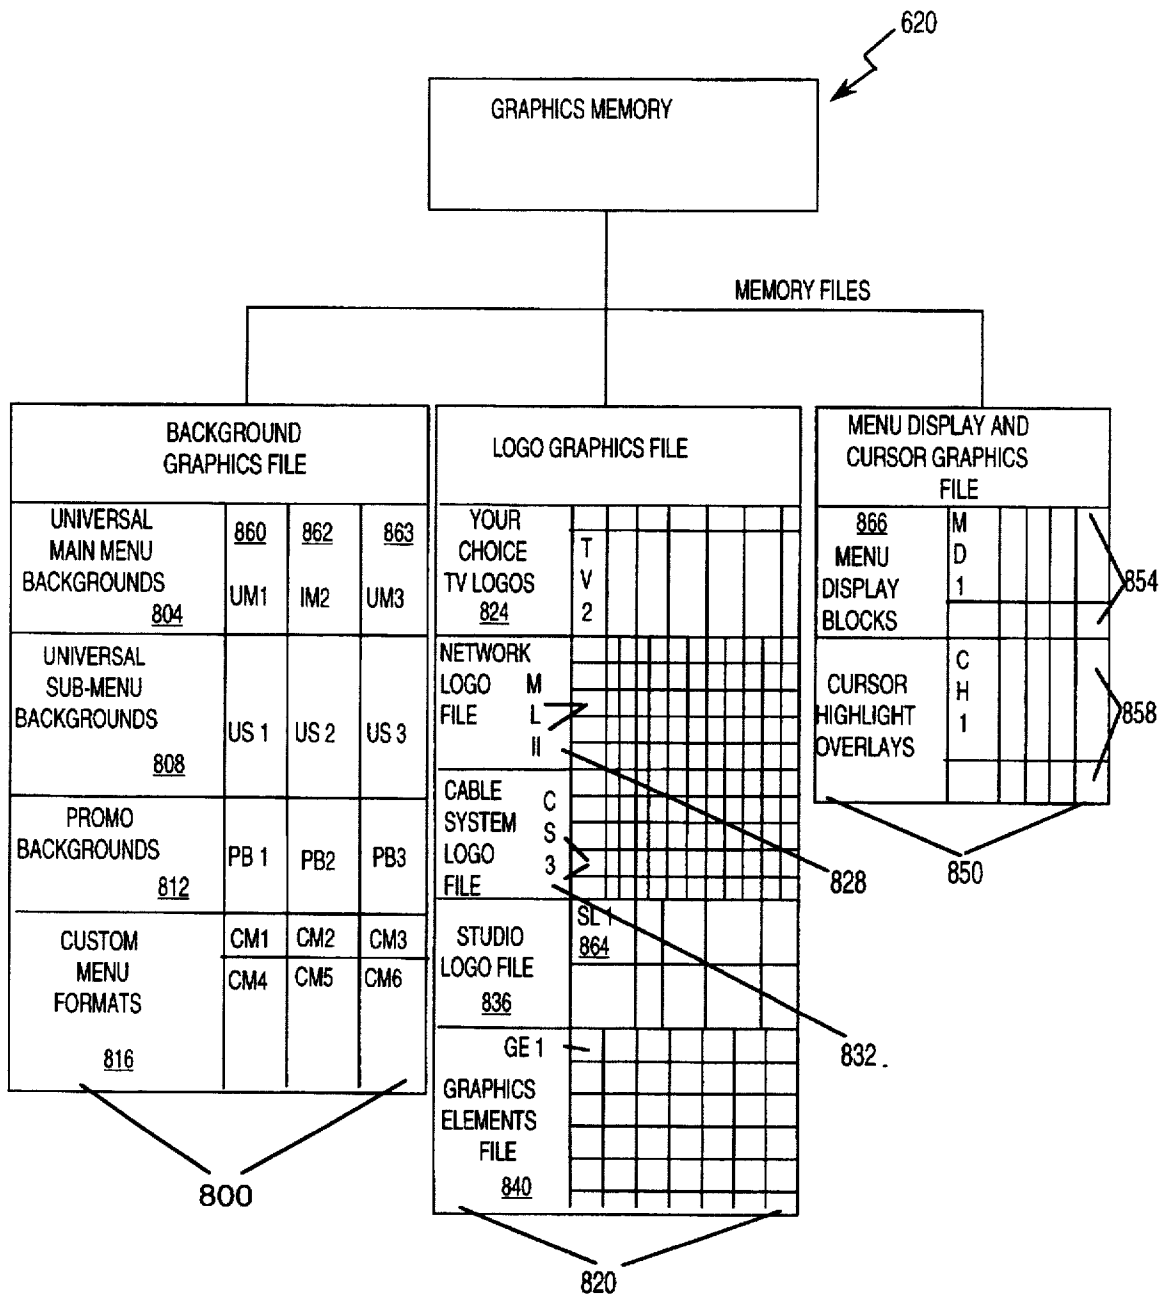 620
GRAPHICS MEMORY
MEMORY FILES
BACKGROUND
GRAPHICS FILE
UNIVERSAL
MAIN MENU
BACKGROUNDS
804
860
862
863
UM1
IM2
UM3
UNIVERSAL
SUB-MENU
BACKGROUNDS
808
US 1
US 2
US 3
PROMO
BACKGROUNDS
812
PB 1
PB2
PB3
CUSTOM
MENU
FORMATS
816
CM1
CM2
CM3
CM4
CM5
CM6
800
LOGO GRAPHICS FILE
YOUR
CHOICE
TV LOGOS
824
T
V
2
NETWORK
LOGO
FILE
M
L
II
828
CABLE
SYSTEM
LOGO
FILE
C
S
3
832
STUDIO
LOGO FILE
836
SL 1
864
GE 1
GRAPHICS
ELEMENTS
FILE
840
820
MENU DISPLAY AND
CURSOR GRAPHICS
FILE
866
MENU
DISPLAY
BLOCKS
M
D
1
854
CURSOR
HIGHLIGHT
OVERLAYS
C
H
1
858
850